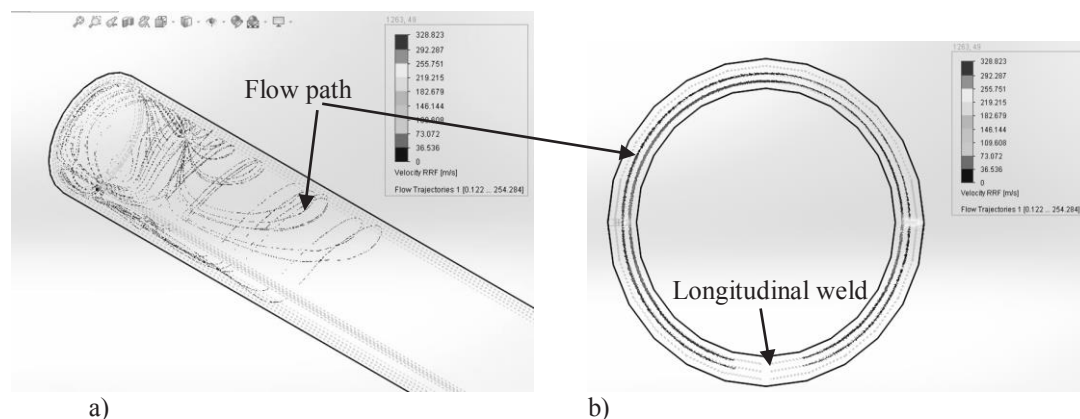 1263,48
328.823
292.287
255.751
219.215
182.679
146.144
109.608
73.072
36.536
0
Velocity RRF [m/s]
Flow Trajectories 1 [0.122 ... 254.284]
Flow path
a)
1263,48
328.823
292.287
255.751
219.215
182.679
146.144
109.608
73.072
36.536
0
Velocity RRF [m/s]
Flow Trajectories 1 [0.122 ... 254.284]
Longitudinal weld
b)